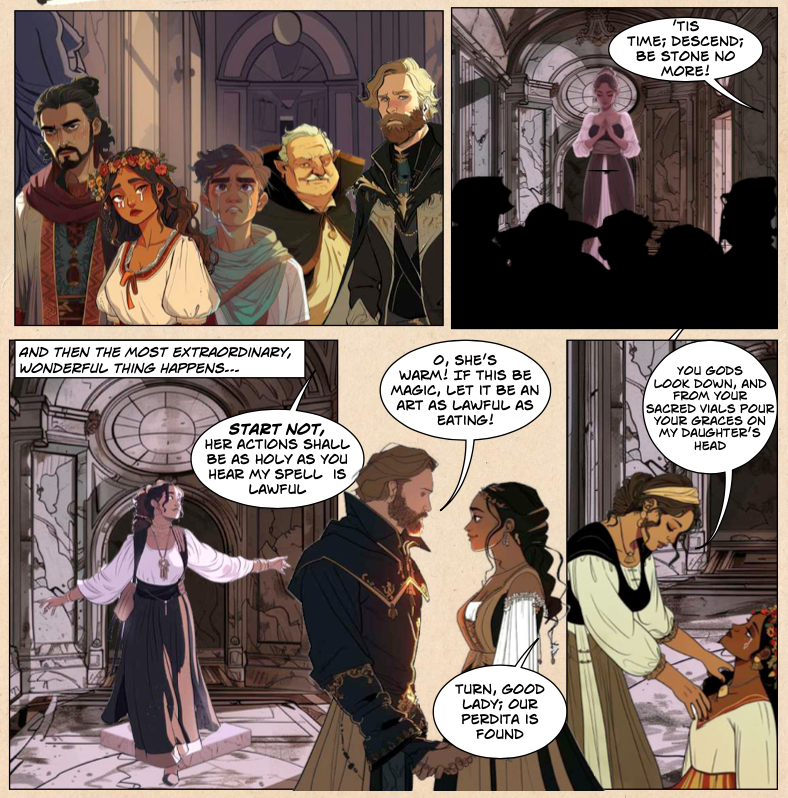 'TIS
TIME; DESCEND;
BE STONE NO
MORE!
AND THEN THE MOST EXTRAORDINARY,
WONDERFUL THING HAPPENS...
START NOT,
HER ACTIONS SHALL
BE AS HOLY AS YOU
HEAR MY SPELL IS
LAWFUL
O, SHE'S
WARM! IF THIS BE
MAGIC, LET IT BE AN
ART AS LAWFUL AS
EATING!
TURN, GOOD
LADY; OUR
PERDITA IS
FOUND
YOU GODS
LOOK DOWN, AND
FROM YOUR
SACRED VIALS POUR
YOUR GRACES ON
MY DAUGHTER'S
HEAD